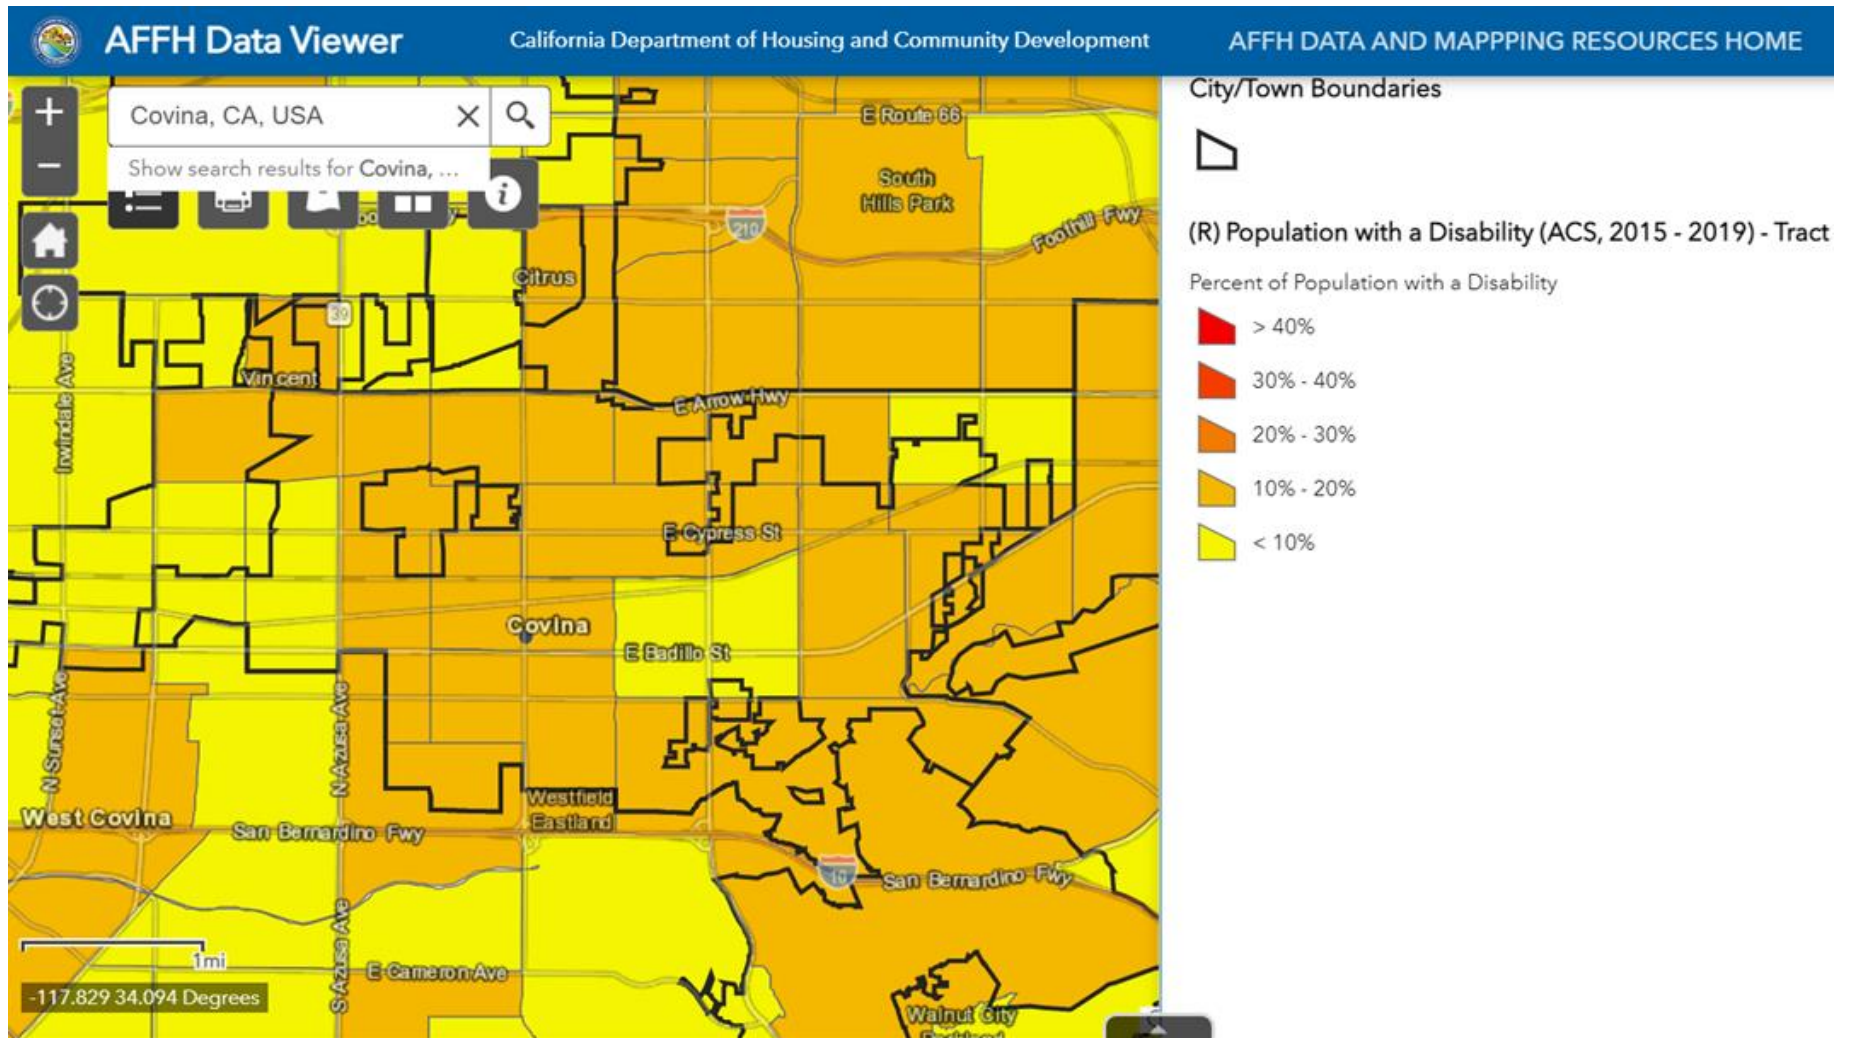 AFFH Data Viewer
California Department of Housing and Community Development
AFFH DATA AND MAPPPING RESOURCES HOME
Covina, CA, USA
Show search results for Covina, ...
City/Town Boundaries
(R) Population with a Disability (ACS, 2015 - 2019) - Tract
Percent of Population with a Disability
> 40%
30% - 40%
20% - 30%
10% - 20%
< 10%
E Route 66
South
Hills Park
210
Foothill Fwy
Citrus
39
Vincent
Irwindale Ave
E Arrow Hwy
E Cypress St
Covina
E Badillo St
N Sunset Ave
N Azusa Ave
Westfield
Eastland
West Covina
San Bernardino Fwy
10
San Bernardino Fwy
S Azusa Ave
E Cameron Ave
1mi
-117.829 34.094 Degrees
Walnut City